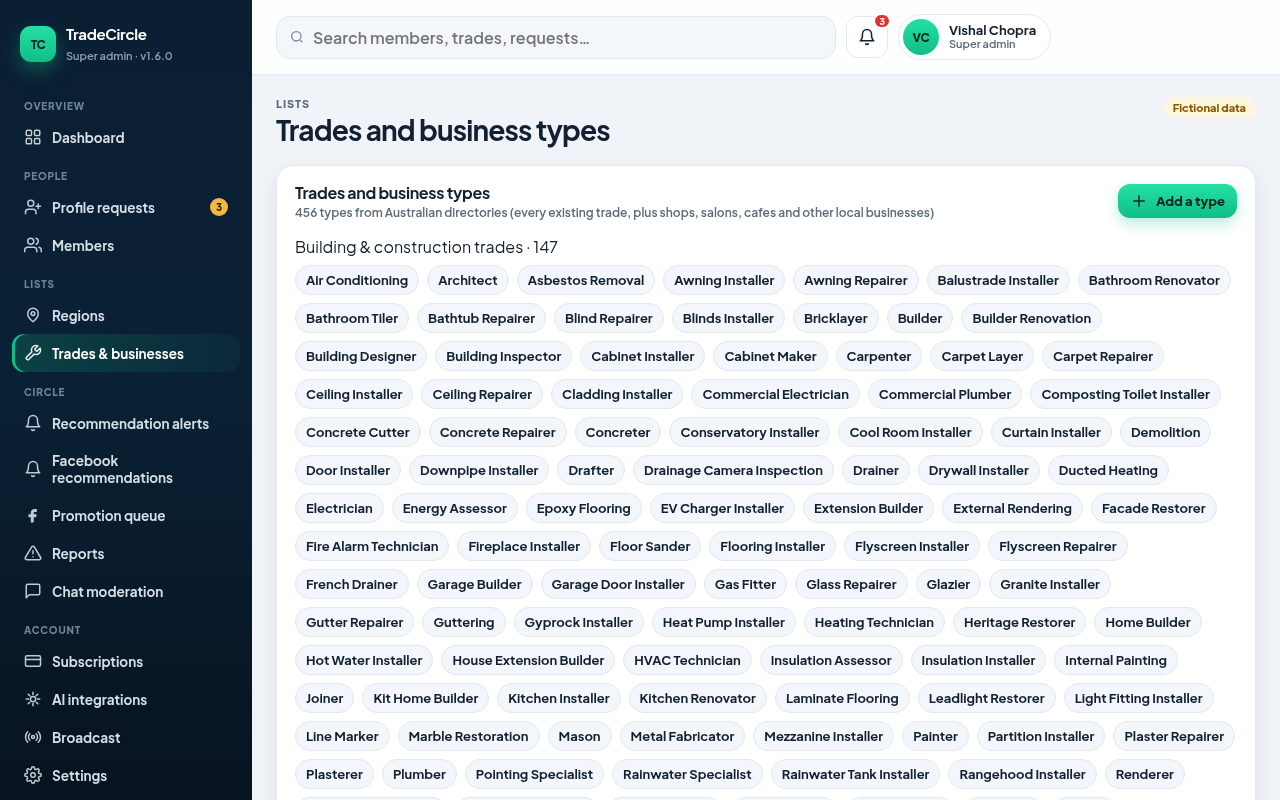 TC
TradeCircle
Super admin · v1.6.0
OVERVIEW
Dashboard
PEOPLE
Profile requests 3
Members
LISTS
Regions
Trades & businesses
CIRCLE
Recommendation alerts
Facebook
recommendations
Promotion queue
Reports
Chat moderation
ACCOUNT
Subscriptions
AI integrations
Broadcast
Settings
Search members, trades, requests…
3
VC
Vishal Chopra
Super admin
LISTS
Trades and business types
Fictional data
Trades and business types
456 types from Australian directories (every existing trade, plus shops, salons, cafes and other local businesses)
Add a type
Building & construction trades · 147
Air Conditioning Architect Asbestos Removal Awning Installer Awning Repairer Balustrade Installer Bathroom Renovator
Bathroom Tiler Bathtub Repairer Blind Repairer Blinds Installer Bricklayer Builder Builder Renovation
Building Designer Building Inspector Cabinet Installer Cabinet Maker Carpenter Carpet Layer Carpet Repairer
Ceiling Installer Ceiling Repairer Cladding Installer Commercial Electrician Commercial Plumber Composting Toilet Installer
Concrete Cutter Concrete Repairer Concreter Conservatory Installer Cool Room Installer Curtain Installer Demolition
Door Installer Downpipe Installer Drafter Drainage Camera Inspection Drainer Drywall Installer Ducted Heating
Electrician Energy Assessor Epoxy Flooring EV Charger Installer Extension Builder External Rendering Facade Restorer
Fire Alarm Technician Fireplace Installer Floor Sander Flooring Installer Flyscreen Installer Flyscreen Repairer
French Drainer Garage Builder Garage Door Installer Gas Fitter Glass Repairer Glazier Granite Installer
Gutter Repairer Guttering Gyprock Installer Heat Pump Installer Heating Technician Heritage Restorer Home Builder
Hot Water Installer House Extension Builder HVAC Technician Insulation Assessor Insulation Installer Internal Painting
Joiner Kit Home Builder Kitchen Installer Kitchen Renovator Laminate Flooring Leadlight Restorer Light Fitting Installer
Line Marker Marble Restoration Mason Metal Fabricator Mezzanine Installer Painter Partition Installer Plaster Repairer
Plasterer Plumber Pointing Specialist Rainwater Specialist Rainwater Tank Installer Rangehood Installer Renderer